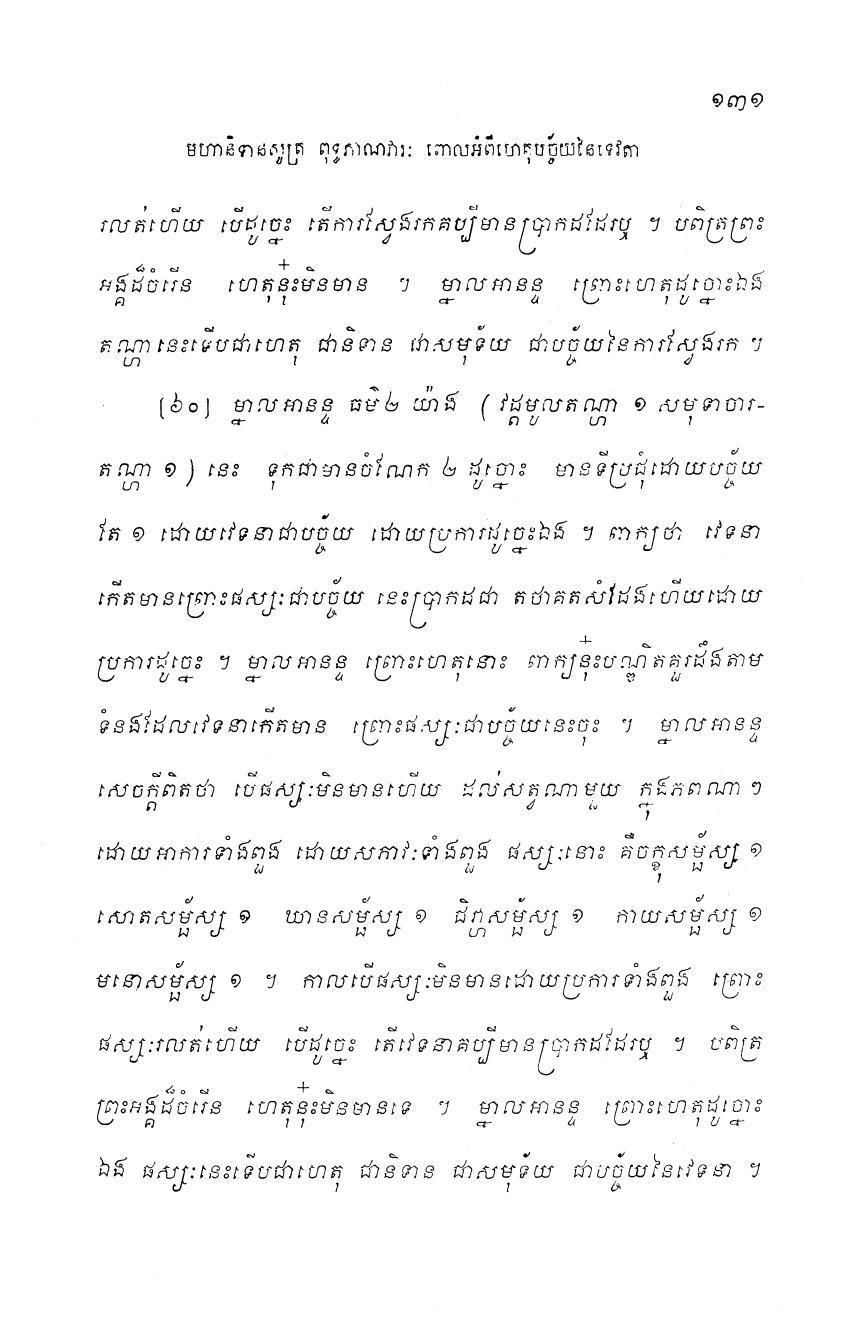 ១៣១
មហានិទានសូត្រ ពុទ្ធភាណវារៈ ពោលអំពីហេតុបច្ច័យនៃទេវតា
រលត់ហើយ បើដូច្នេះ តើការស្វែងរកគប្បីមានប្រាកដដែរឬ ។ បពិត្រព្រះ
អង្គដ៏ចំរើន ហេតុនុ៎ះមិនមាន ។ ម្នាលអានន្ទ ព្រោះហេតុដូច្នោះឯង
តណ្ហានេះទើបជាហេតុ ជានិទាន ជាសមុទ័យ ជាបច្ច័យនៃការស្វែងរក ។
[៦០] ម្នាលអានន្ទ ធម៌២ យ៉ាង (វដ្តមូលតណ្ហា ១ សមុទាចារ-
តណ្ហា ១) នេះ ទុកជាមានចំណែក ២ ដូច្នោះ មានទីប្រជុំដោយបច្ច័យ
តែ ១ ដោយវេទនាជាបច្ច័យ ដោយប្រការដូច្នេះឯង ។ ពាក្យថា វេទនា
កើតមានព្រោះផស្សៈជាបច្ច័យ នេះប្រាកដជា តថាគតសំដែងហើយដោយ
ប្រការដូច្នេះ ។ ម្នាលអានន្ទ ព្រោះហេតុនោះ ពាក្យនុ៎ះបណ្ឌិតគួរដឹងតាម
ទំនងដែលវេទនាកើតមាន ព្រោះផស្សៈជាបច្ច័យនេះចុះ ។ ម្នាលអានន្ទ
សេចក្តីពិតថា បើផស្សៈមិនមានហើយ ដល់សត្វណាមួយ ក្នុងភពណាៗ
ដោយអាការទាំងពួង ដោយសភាវៈទាំងពួង ផស្សៈនោះ គឺចក្ខុសម្ផ័ស្ស ១
សោតសម្ផ័ស្ស ១ ឃានសម្ផ័ស្ស ១ ជិវ្ហាសម្ផ័ស្ស ១ កាយសម្ផ័ស្ស ១
មនោសម្ផ័ស្ស ១ ។ កាលបើផស្សៈមិនមានដោយប្រការទាំងពួង ព្រោះ
ផស្សៈរលត់ហើយ បើដូច្នេះ តើវេទនាគប្បីមានប្រាកដដែរឬ ។ បពិត្រ
ព្រះអង្គដ៏ចំរើន ហេតុនុ៎ះមិនមានទេ ។ ម្នាលអានន្ទ ព្រោះហេតុដូច្នោះ
ឯង ផស្សៈនេះទើបជាហេតុ ជានិទាន ជាសមុទ័យ ជាបច្ច័យនៃវេទនា ។